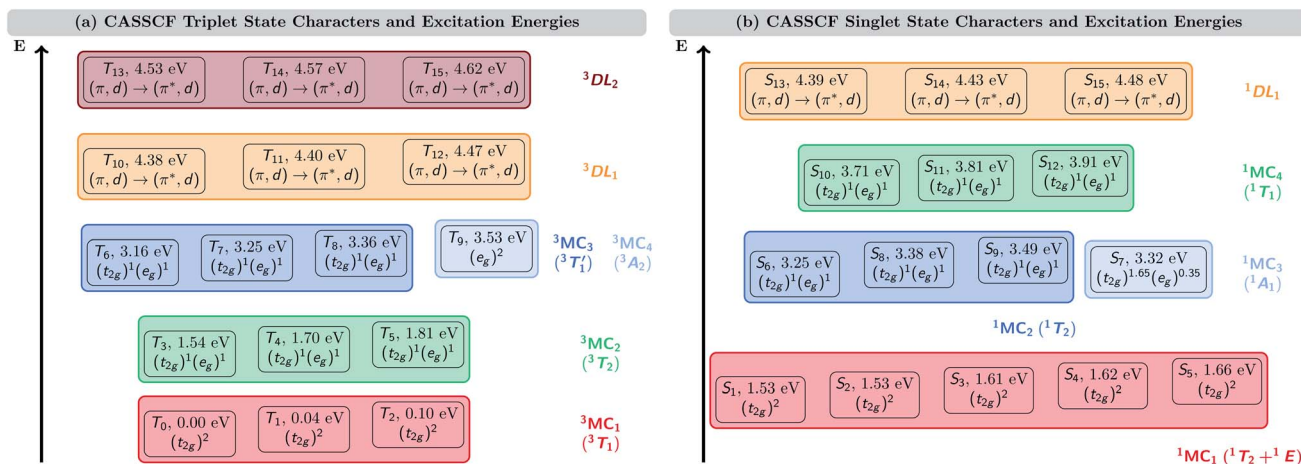 (a) CASSCF Triplet State Characters and Excitation Energies
E
T₁₃, 4.53 eV
(π, d) → (π*, d)
T₁₄, 4.57 eV
(π, d) → (π*, d)
T₁₅, 4.62 eV
(π, d) → (π*, d)
³DL₂
T₁₀, 4.38 eV
(π, d) → (π*, d)
T₁₁, 4.40 eV
(π, d) → (π*, d)
T₁₂, 4.47 eV
(π, d) → (π*, d)
³DL₁
T₆, 3.16 eV
(t₂g)¹(eg)¹
T₇, 3.25 eV
(t₂g)¹(eg)¹
T₈, 3.36 eV
(t₂g)¹(eg)¹
T₉, 3.53 eV
(eg)²
³MC₃
(³T₁′)
³MC₄
(³A₂)
T₃, 1.54 eV
(t₂g)¹(eg)¹
T₄, 1.70 eV
(t₂g)¹(eg)¹
T₅, 1.81 eV
(t₂g)¹(eg)¹
³MC₂
(³T₂)
T₀, 0.00 eV
(t₂g)²
T₁, 0.04 eV
(t₂g)²
T₂, 0.10 eV
(t₂g)²
³MC₁
(³T₁)
(b) CASSCF Singlet State Characters and Excitation Energies
E
S₁₃, 4.39 eV
(π, d) → (π*, d)
S₁₄, 4.43 eV
(π, d) → (π*, d)
S₁₅, 4.48 eV
(π, d) → (π*, d)
¹DL₁
S₁₀, 3.71 eV
(t₂g)¹(eg)¹
S₁₁, 3.81 eV
(t₂g)¹(eg)¹
S₁₂, 3.91 eV
(t₂g)¹(eg)¹
¹MC₄
(¹T₁)
S₆, 3.25 eV
(t₂g)¹(eg)¹
S₈, 3.38 eV
(t₂g)¹(eg)¹
S₉, 3.49 eV
(t₂g)¹(eg)¹
S₇, 3.32 eV
(t₂g)¹·⁶⁵(eg)⁰·³⁵
¹MC₃
(¹A₁)
¹MC₂ (¹T₂)
S₁, 1.53 eV
(t₂g)²
S₂, 1.53 eV
(t₂g)²
S₃, 1.61 eV
(t₂g)²
S₄, 1.62 eV
(t₂g)²
S₅, 1.66 eV
(t₂g)²
¹MC₁ (¹T₂ +¹ E)